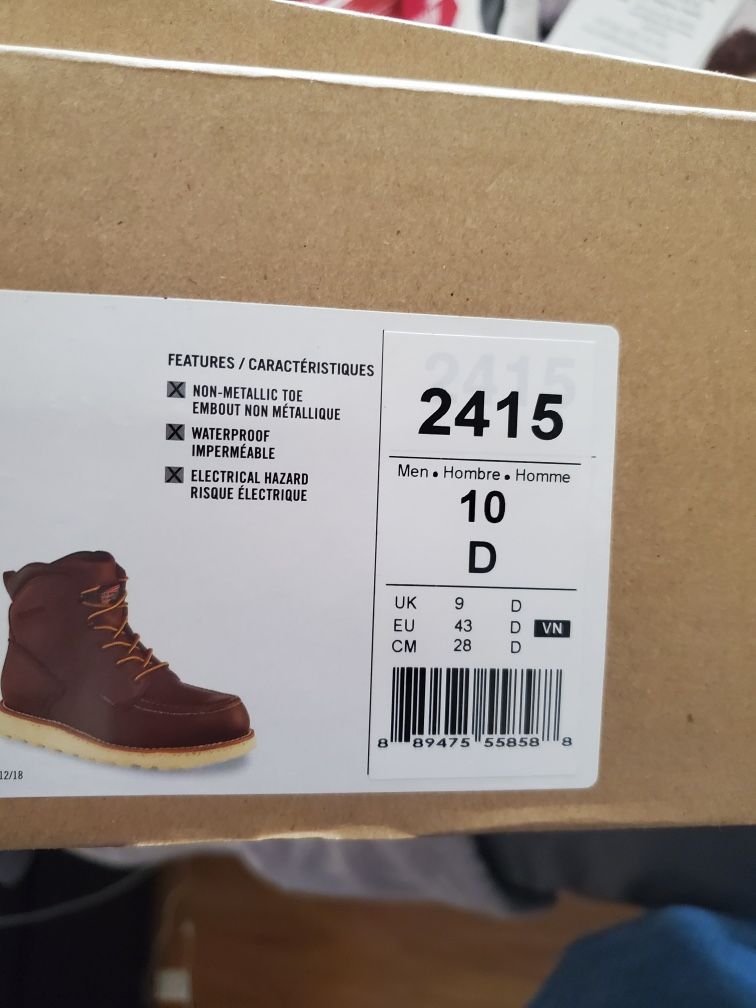 FEATURES / CARACTÉRISTIQUES
X NON-METALLIC TOE
EMBOUT NON MÉTALLIQUE
X WATERPROOF
IMPERMÉABLE
X ELECTRICAL HAZARD
RISQUE ÉLECTRIQUE
12/18
2415
2415
Men • Hombre • Homme
10
D
UK 9 D
EU 43 D VN
CM 28 D
8 89475 55858 8